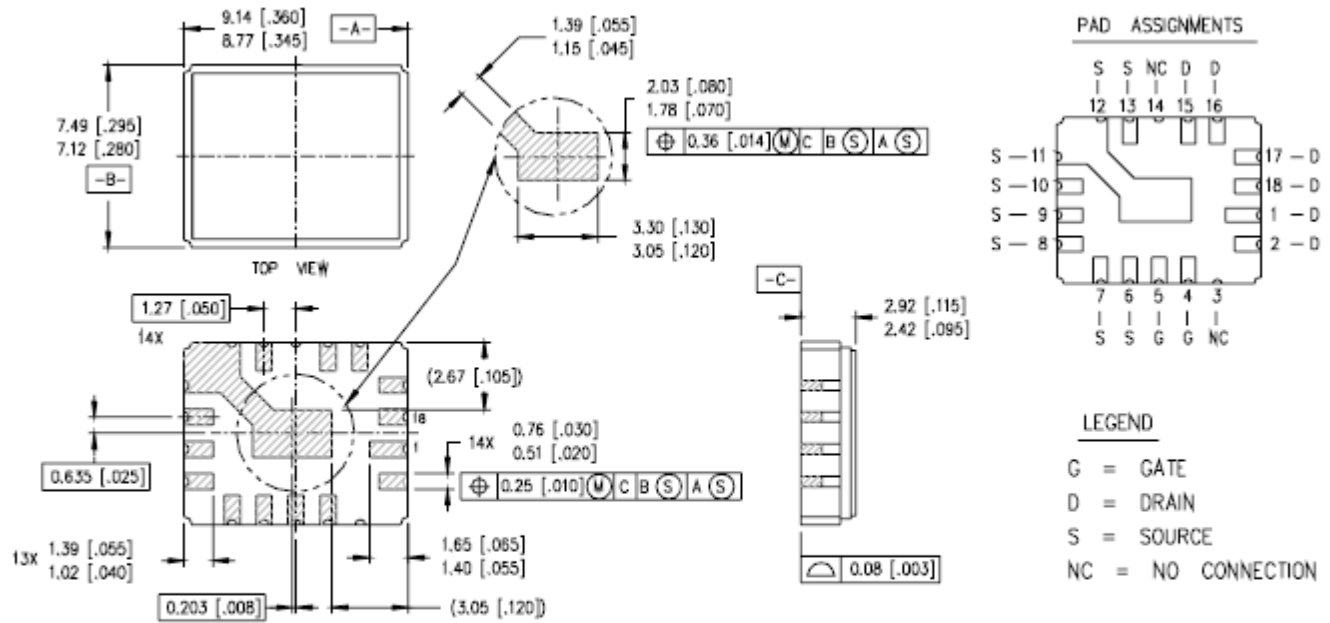 9.14 [.360]
8.77 [.345]
-A-
7.49 [.295]
7.12 [.280]
-B-
TOP VIEW
1.39 [.055]
1.15 [.045]
2.03 [.080]
1.78 [.070]
⌖ 0.36 [.014] Ⓜ C B Ⓢ A Ⓢ
3.30 [.130]
3.05 [.120]
1.27 [.050]
14X
(2.67 [.105])
18
1
14X 0.76 [.030]
0.51 [.020]
⌖ 0.25 [.010] Ⓜ C B Ⓢ A Ⓢ
0.635 [.025]
13X 1.39 [.055]
1.02 [.040]
1.65 [.065]
1.40 [.055]
0.203 [.008]
(3.05 [.120])
-C-
2.92 [.115]
2.42 [.095]
⌓ 0.08 [.003]
PAD ASSIGNMENTS
S S NC D D
12 13 14 15 16
S — 11
17 — D
S — 10
18 — D
S — 9
1 — D
S — 8
2 — D
7 6 5 4 3
S S G G NC
LEGEND
G = GATE
D = DRAIN
S = SOURCE
NC = NO CONNECTION